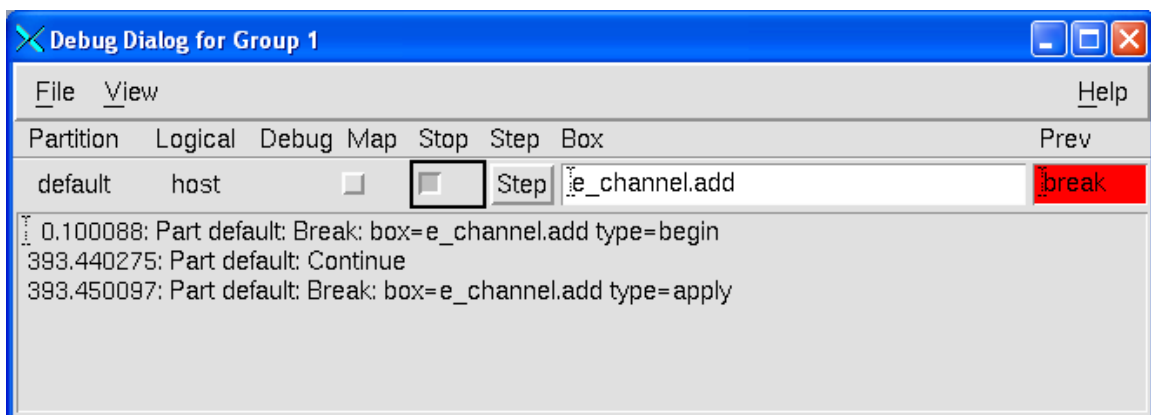 Debug Dialog for Group 1
File View Help
Partition Logical Debug Map Stop Step Box Prev
default host Step e_channel.add break
0.100088: Part default: Break: box=e_channel.add type=begin
393.440275: Part default: Continue
393.450097: Part default: Break: box=e_channel.add type=apply